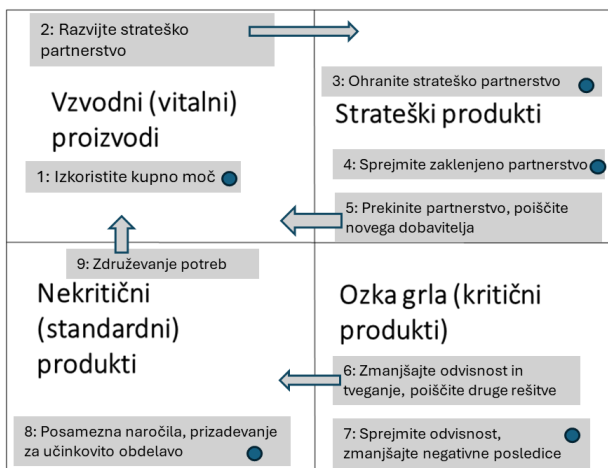 2: Razvijte strateško
partnerstvo
Vzvodni (vitalni)
proizvodi
1: Izkoristite kupno moč
3: Ohranite strateško partnerstvo
Strateški produkti
4: Sprejmite zaklenjeno partnerstvo
5: Prekinite partnerstvo, poiščite
novega dobavitelja
9: Združevanje potreb
Nekritični
(standardni)
produkti
8: Posamezna naročila, prizadevanje
za učinkovito obdelavo
Ozka grla (kritični
produkti)
6: Zmanjšajte odvisnost in
tveganje, poiščite druge rešitve
7: Sprejmite odvisnost,
zmanjšajte negativne posledice